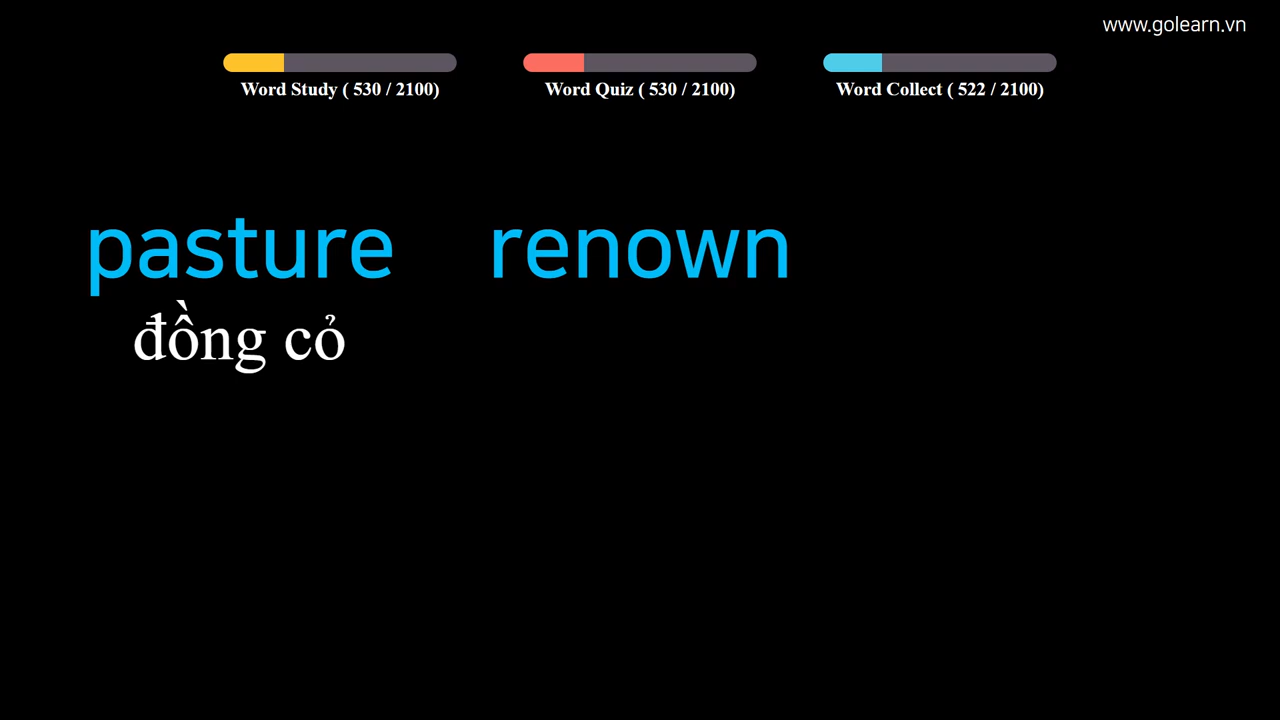 www.golearn.vn
Word Study ( 530 / 2100)
Word Quiz ( 530 / 2100)
Word Collect ( 522 / 2100)
pasture
renown
đồng cỏ